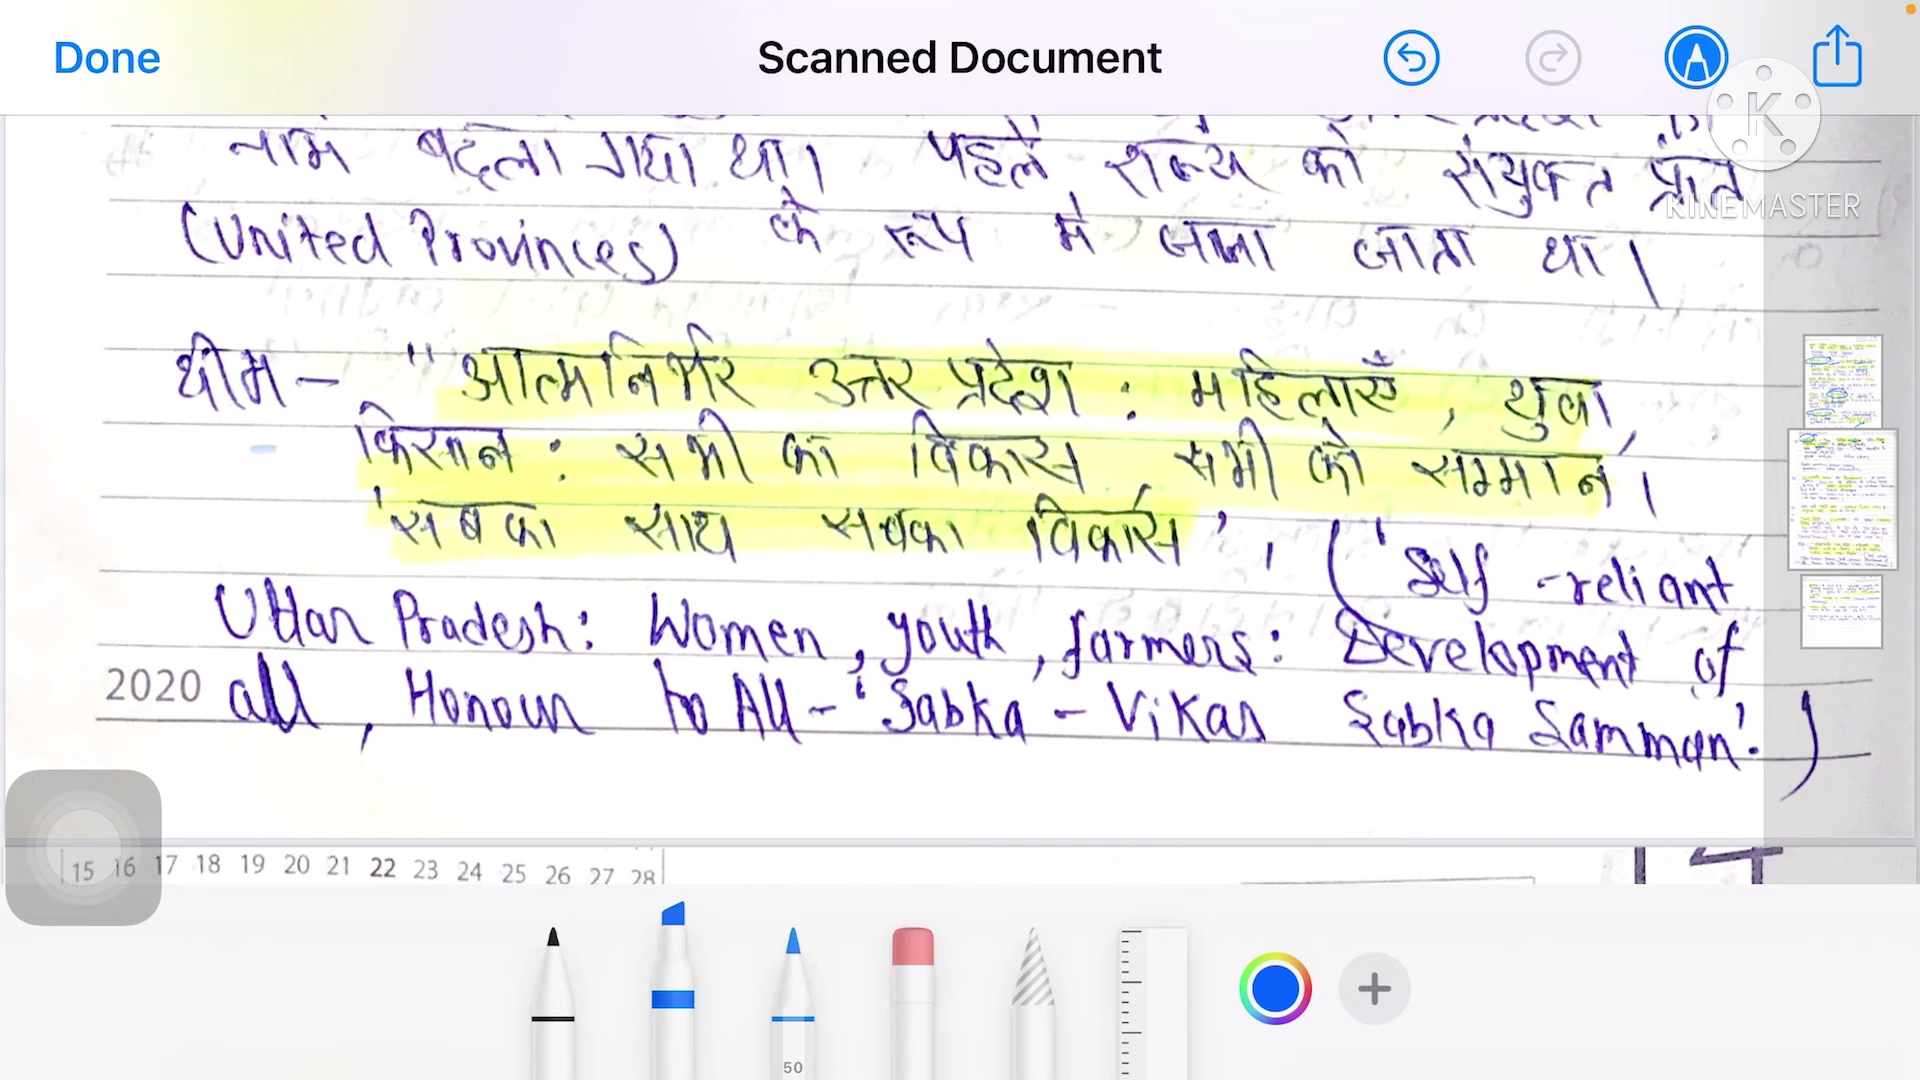 Done
Scanned Document
K
KINEMASTER
नाम बदला गया था। पहले राज्य को संयुक्त प्रांत
(United Provinces) के रूप में जाना जाता था।
थीम - "आत्मनिर्भर उत्तर प्रदेश : महिलाएँ, युवा,
किसान : सभी का विकास सभी को सम्मान।
'सबका साथ सबका विकास', ('Self -reliant
Uttar Pradesh: Women, youth, farmers: Development of
2020
all, Honour to All - 'Sabka - Vikas Sabka Samman'.)
15 16 17 18 19 20 21 22 23 24 25 26 27 28
50